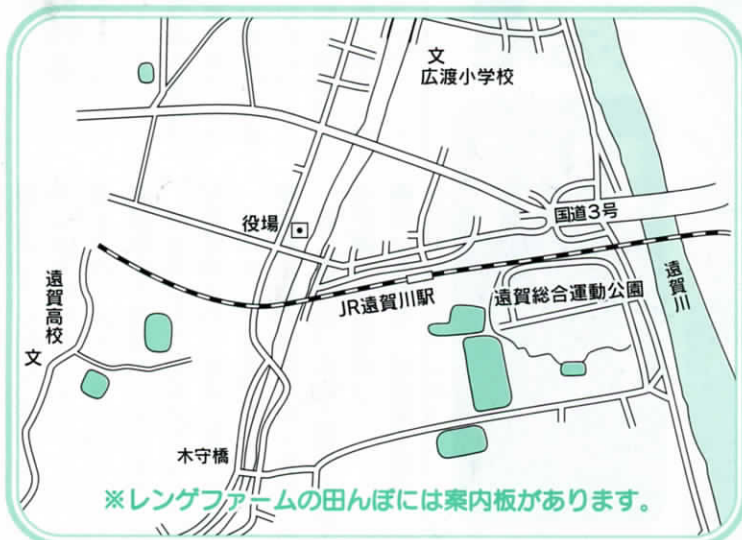 文
広渡小学校
役場
国道3号
遠賀川
遠賀高校
文
JR遠賀川駅
遠賀総合運動公園
木守橋
※レンゲファームの田んぼには案内板があります。